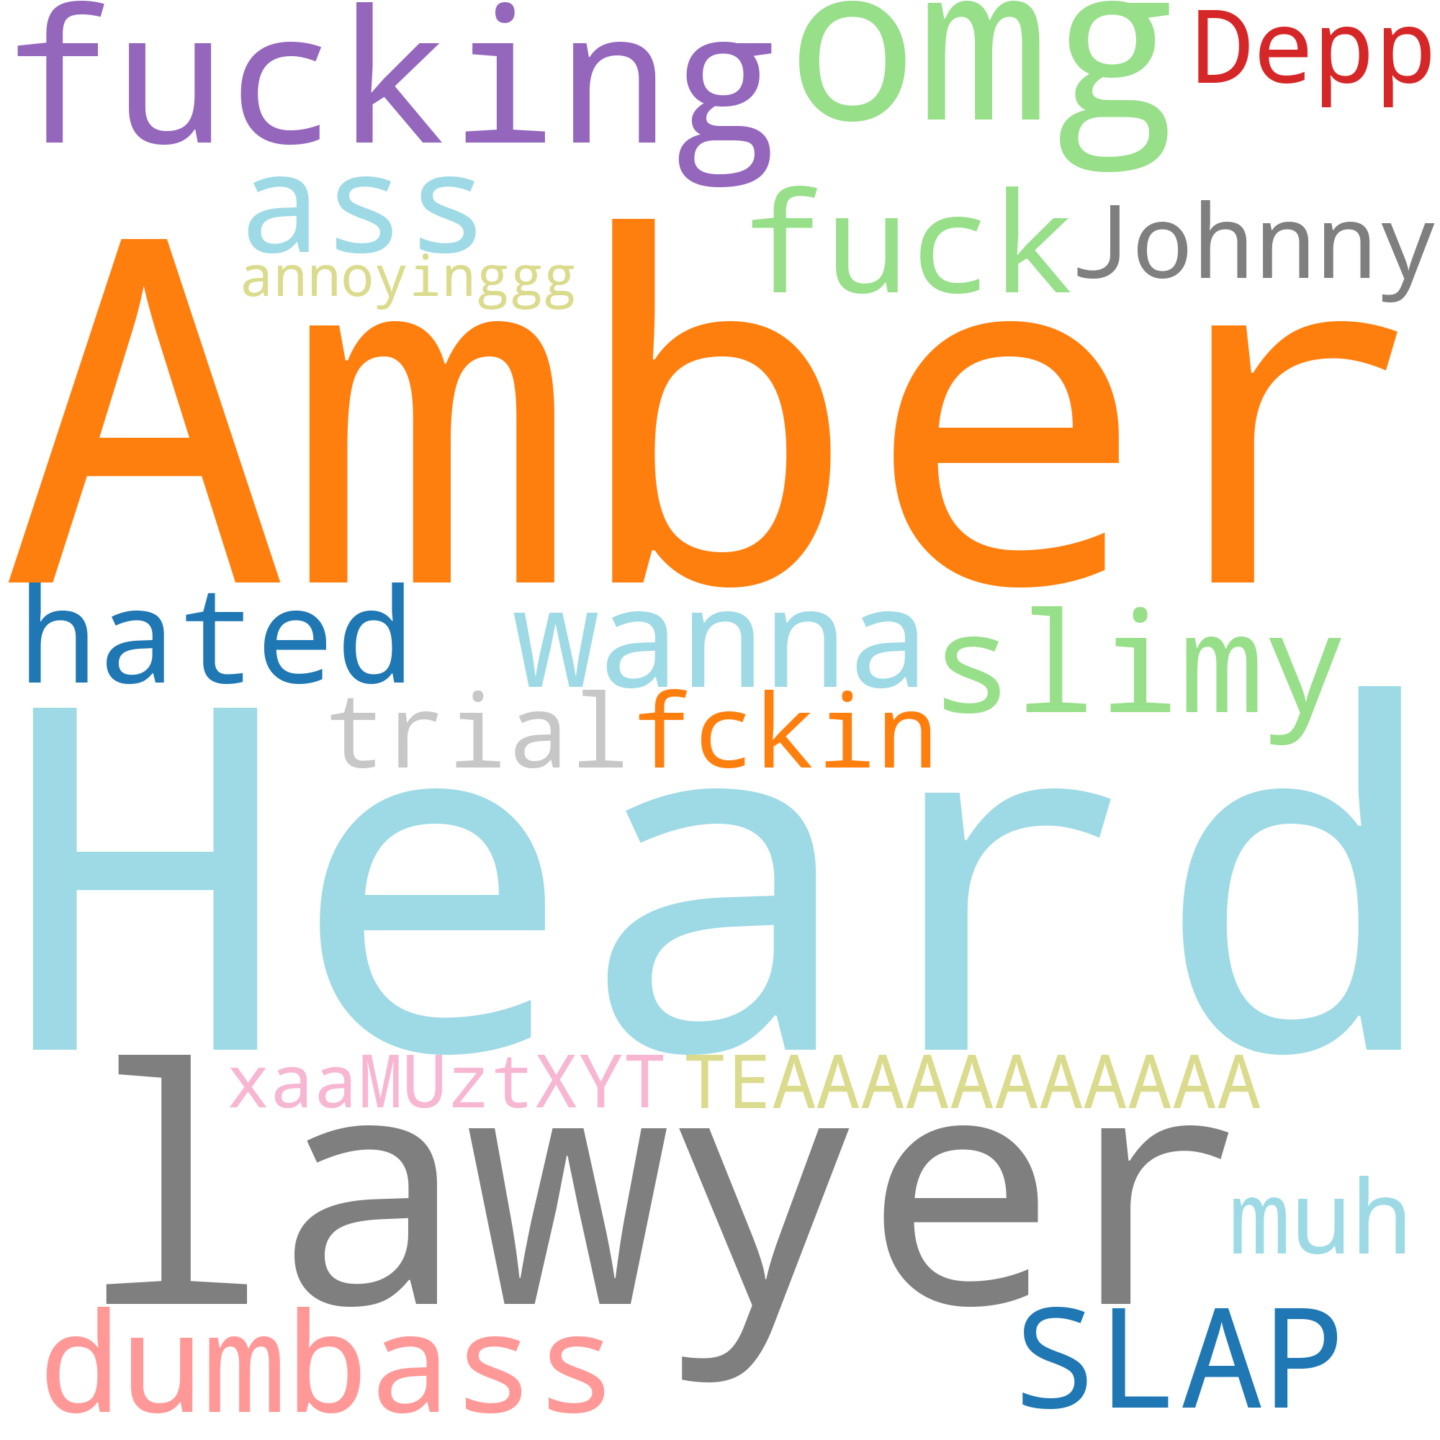 fucking omg Depp
ass fuck Johnny
annoyinggg
Amber
hated wanna slimy
trial fckin
Heard
xaaMUztXYT TEAAAAAAAAAAA
lawyer muh
dumbass SLAP